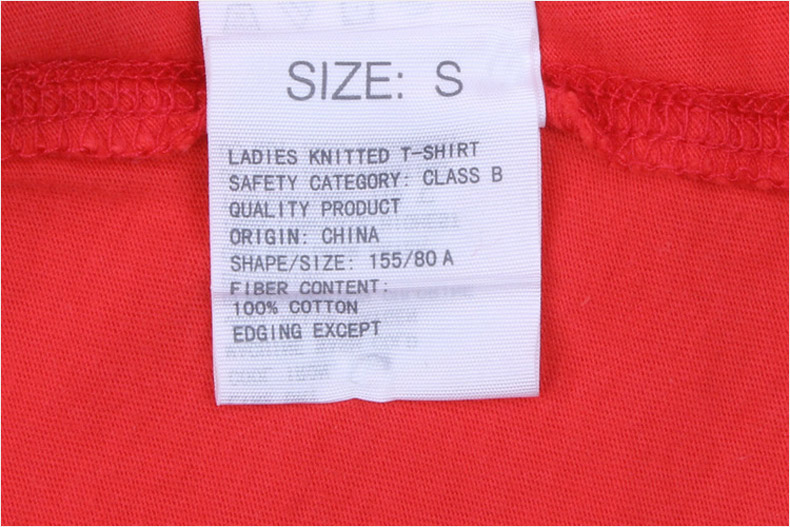 SIZE: S
LADIES KNITTED T-SHIRT
SAFETY CATEGORY: CLASS B
QUALITY PRODUCT
ORIGIN: CHINA
SHAPE/SIZE: 155/80 A
FIBER CONTENT:
100% COTTON
EDGING EXCEPT